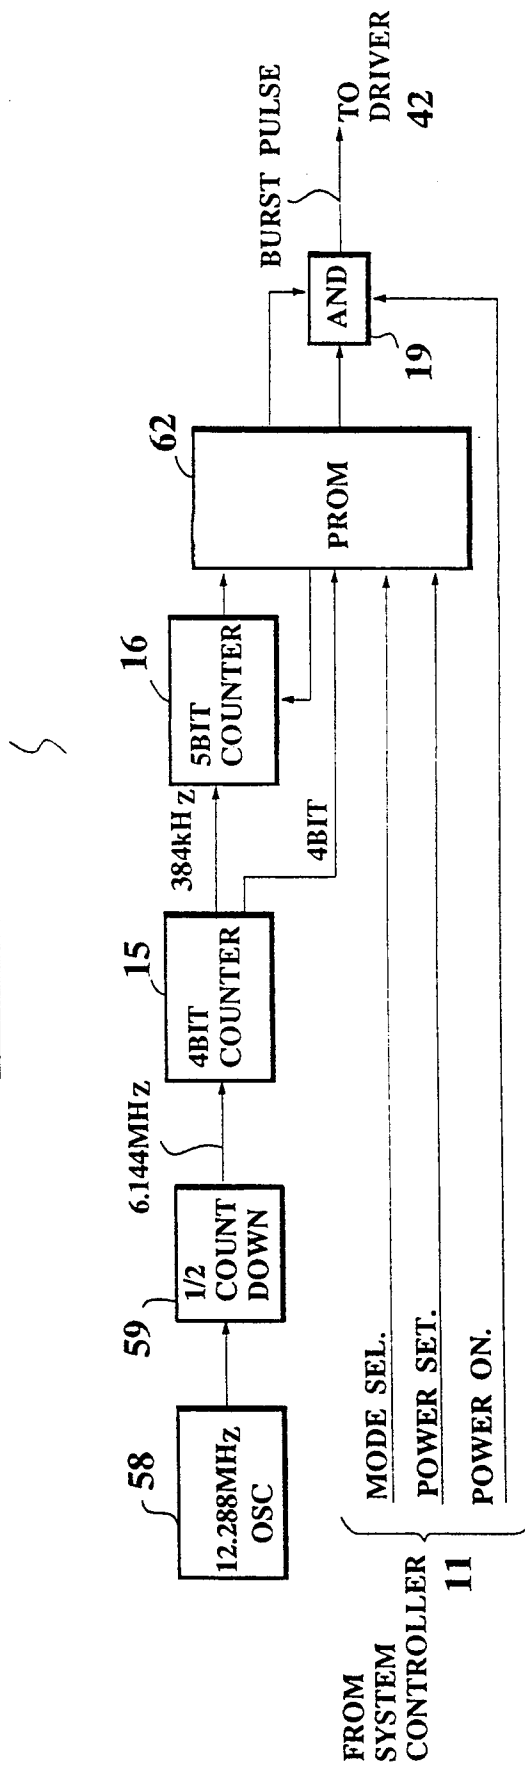 58
12.288MHz
OSC
59
1/2
COUNT
DOWN
6.144MHz
15
4BIT
COUNTER
384kHz
4BIT
16
5BIT
COUNTER
62
PROM
AND
19
BURST PULSE
TO
DRIVER
42
FROM
SYSTEM
CONTROLLER
11
MODE SEL.
POWER SET.
POWER ON.